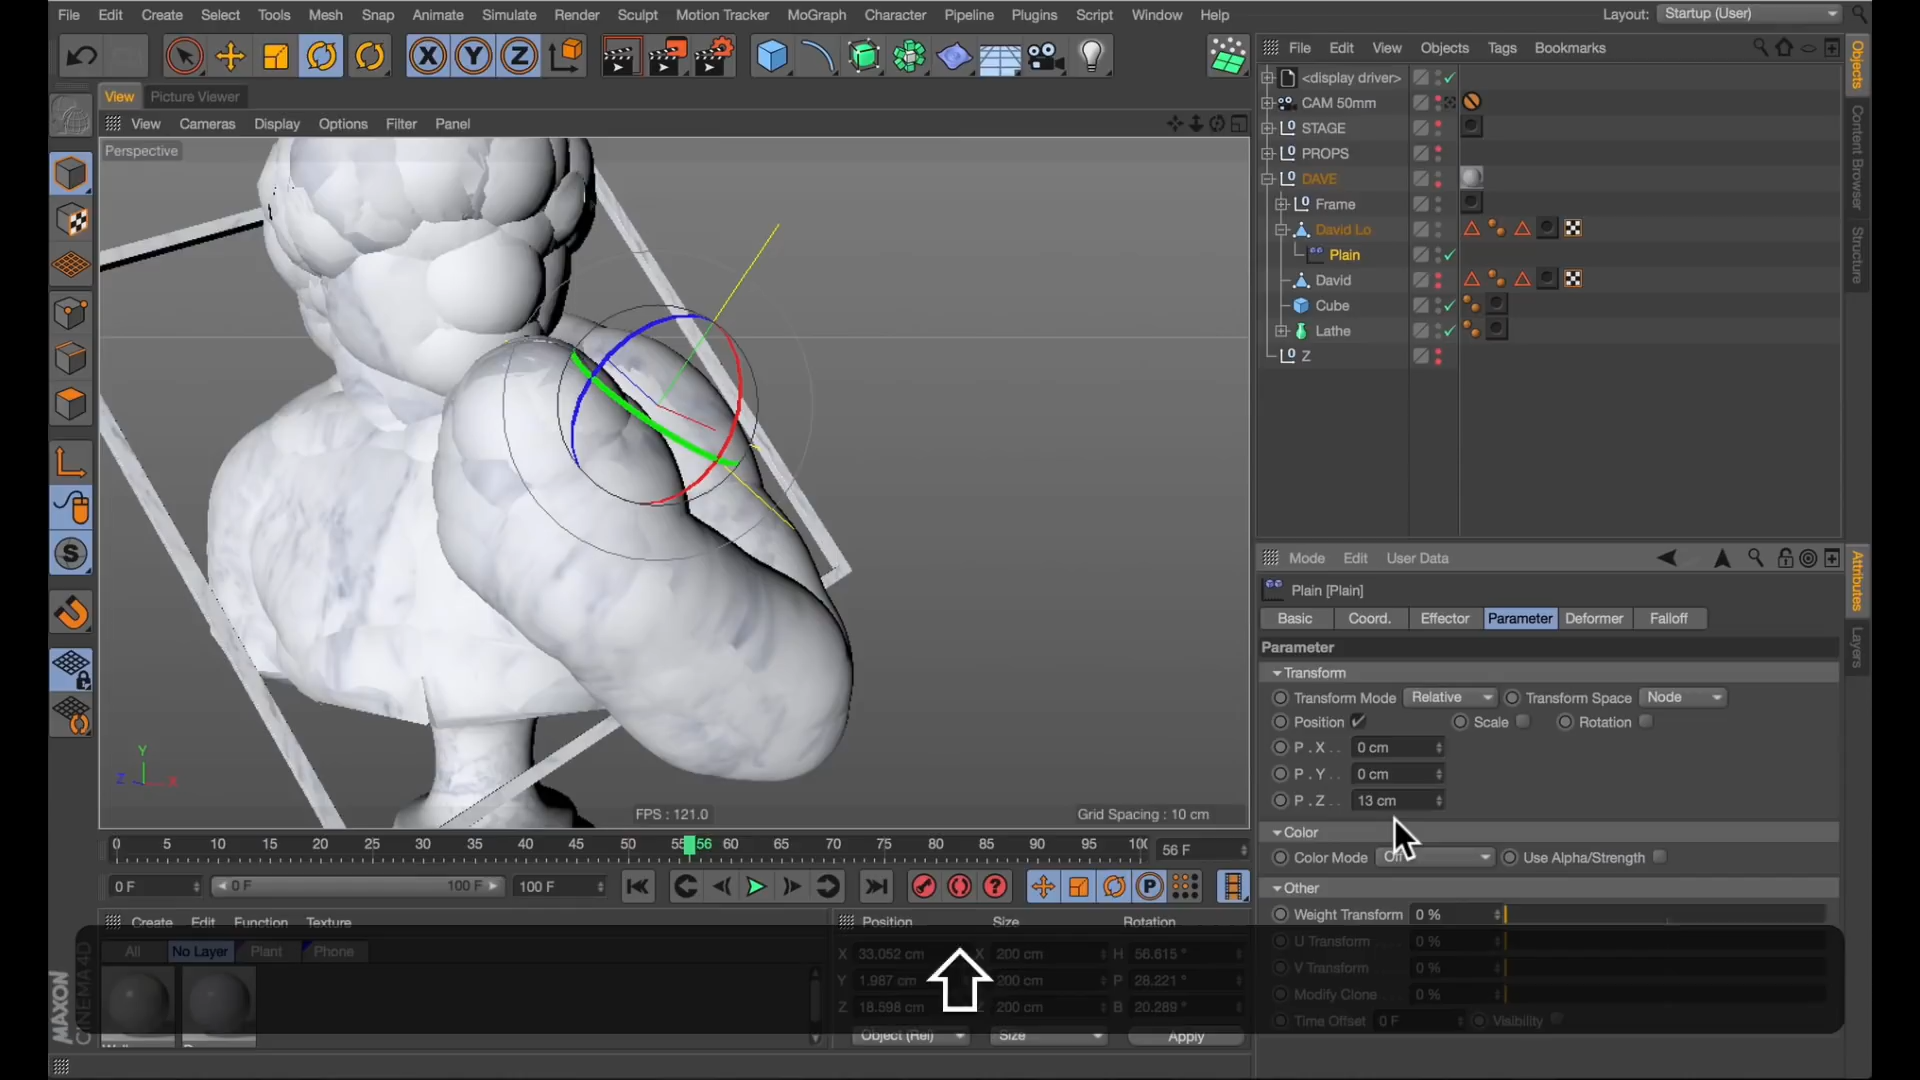 File Edit Create Select Tools Mesh Snap Animate Simulate Render Sculpt Motion Tracker MoGraph Character Pipeline Plugins Script Window Help Layout: Startup (User)
X Y Z
File Edit View Objects Tags Bookmarks
View Picture Viewer
View Cameras Display Options Filter Panel
Perspective
<display driver>
CAM 50mm
STAGE
PROPS
DAVE
Frame
David Lo
Plain
David
Cube
Lathe
Z
Objects
Content Browser
Structure
Mode Edit User Data
Plain [Plain]
Basic Coord. Effector Parameter Deformer Falloff
Parameter
Transform
Transform Mode Relative Transform Space Node
Position Scale Rotation
P . X . . 0 cm
P . Y . . 0 cm
P . Z . . 13 cm
Color
Color Mode Use Alpha/Strength
Other
Weight Transform 0 %
U Transform 0 %
V Transform 0 %
Modify Clone 0 %
Time Offset 0 F Visibility
Attributes
Layers
Y
Z X
FPS : 121.0 Grid Spacing : 10 cm
0 5 10 15 20 25 30 35 40 45 50 55 56 60 65 70 75 80 85 90 95 100 56 F
0 F 0 F 100 F 100 F
Create Edit Function Texture
All No Layer Plant Phone
Position Size Rotation
X 33.052 cm X 200 cm H 56.615 °
Y 1.987 cm 200 cm P 28.221 °
Z 18.598 cm 200 cm B 20.289 °
Object (Rel) Size Apply
MAXON
CINEMA 4D